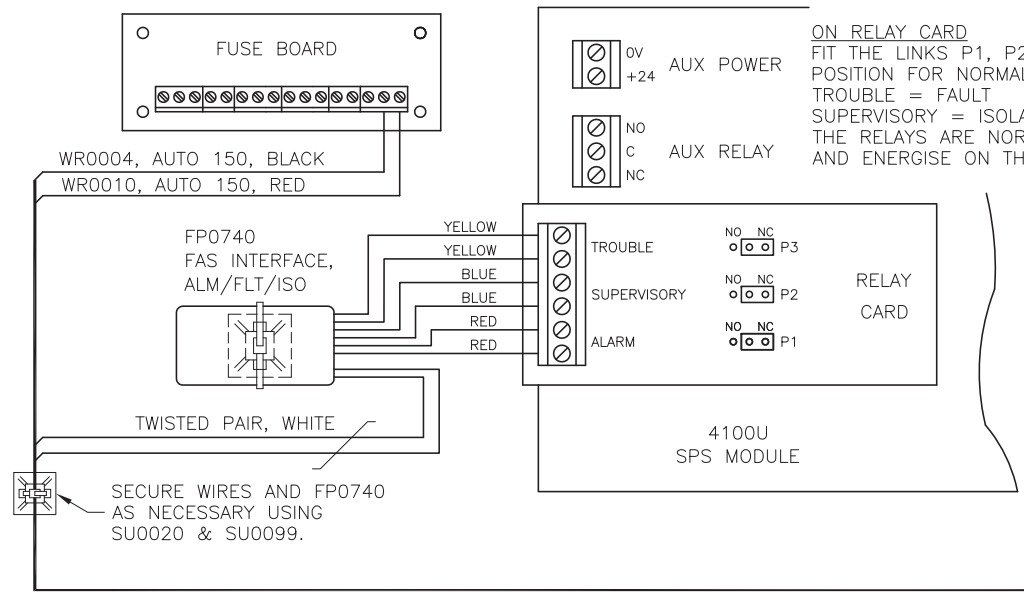 FUSE BOARD
WR0004, AUTO 150, BLACK
WR0010, AUTO 150, RED
FP0740
FAS INTERFACE,
ALM/FLT/ISO
TWISTED PAIR, WHITE
SECURE WIRES AND FP0740
AS NECESSARY USING
SU0020 & SU0099.
YELLOW
YELLOW
BLUE
BLUE
RED
RED
0V
+24
AUX POWER
NO
C
NC
AUX RELAY
ON RELAY CARD
FIT THE LINKS P1, P2
POSITION FOR NORMAL
TROUBLE = FAULT
SUPERVISORY = ISOLA
THE RELAYS ARE NOR
AND ENERGISE ON TH
TROUBLE
SUPERVISORY
ALARM
NO NC
P3
NO NC
P2
NO NC
P1
RELAY
CARD
4100U
SPS MODULE